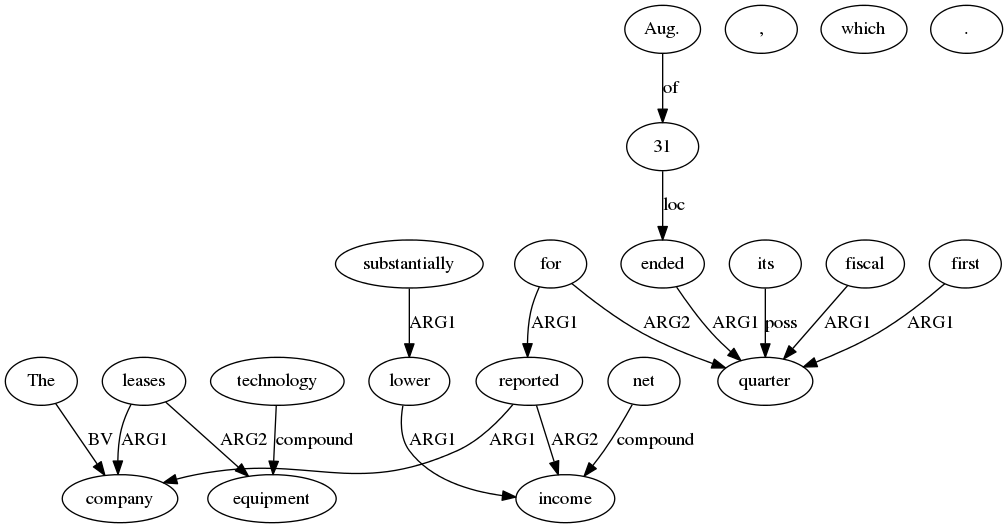 Aug. , which .
of
31
loc
substantially for ended its fiscal first
ARG1 ARG1 ARG2 ARG1 poss ARG1 ARG1
The leases technology lower reported net quarter
BV ARG1 ARG2 compound ARG1 ARG1 ARG2 compound
company equipment income